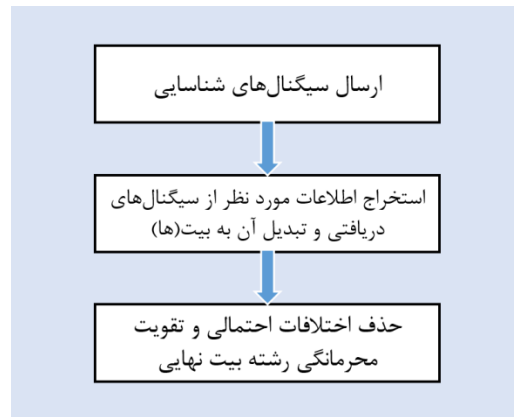 ارسال سیگنال‌های شناسایی
استخراج اطلاعات مورد نظر از سیگنال‌های
دریافتی و تبدیل آن به بیت(ها)
حذف اختلافات احتمالی و تقویت
محرمانگی رشته بیت نهایی